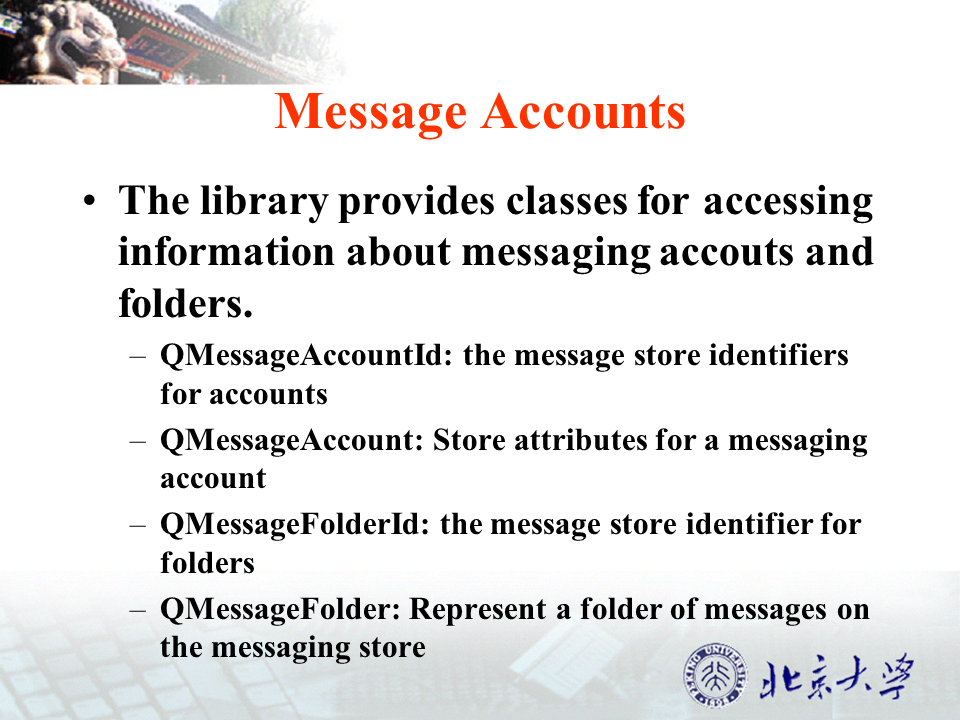 Message Accounts
• The library provides classes for accessing
information about messaging accouts and
folders.
– QMessageAccountId: the message store identifiers
for accounts
– QMessageAccount: Store attributes for a messaging
account
– QMessageFolderId: the message store identifier for
folders
– QMessageFolder: Represent a folder of messages on
the messaging store
PEKING UNIVERSITY
1898
北京大学